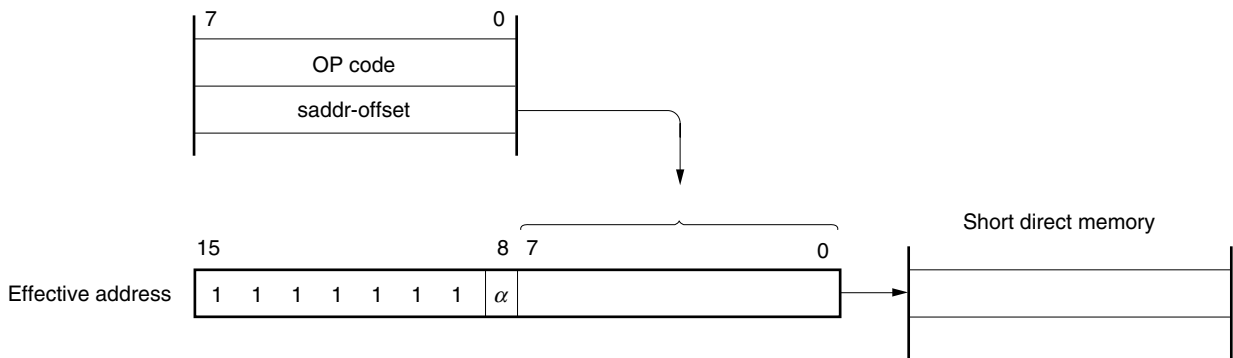 7 0
OP code
saddr-offset
Short direct memory
15 8 7 0
Effective address 1 1 1 1 1 1 1 α